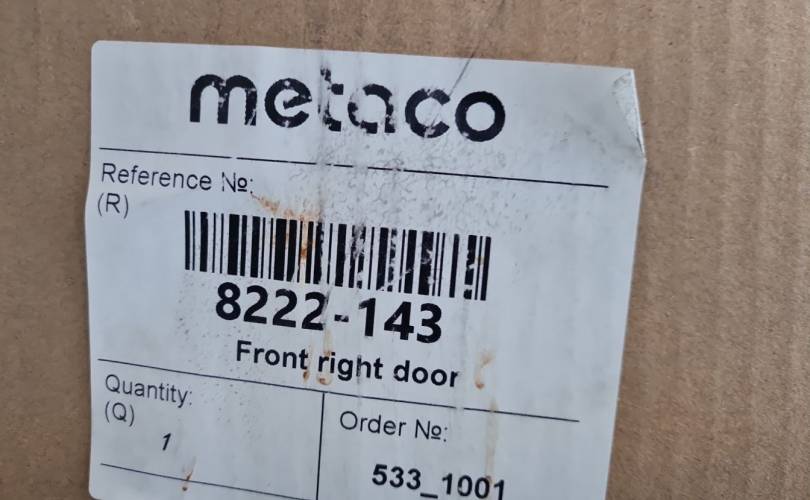 metaco
Reference №:
(R)
8222-143
Front right door
Quantity:
(Q)
1
Order №:
533_1001